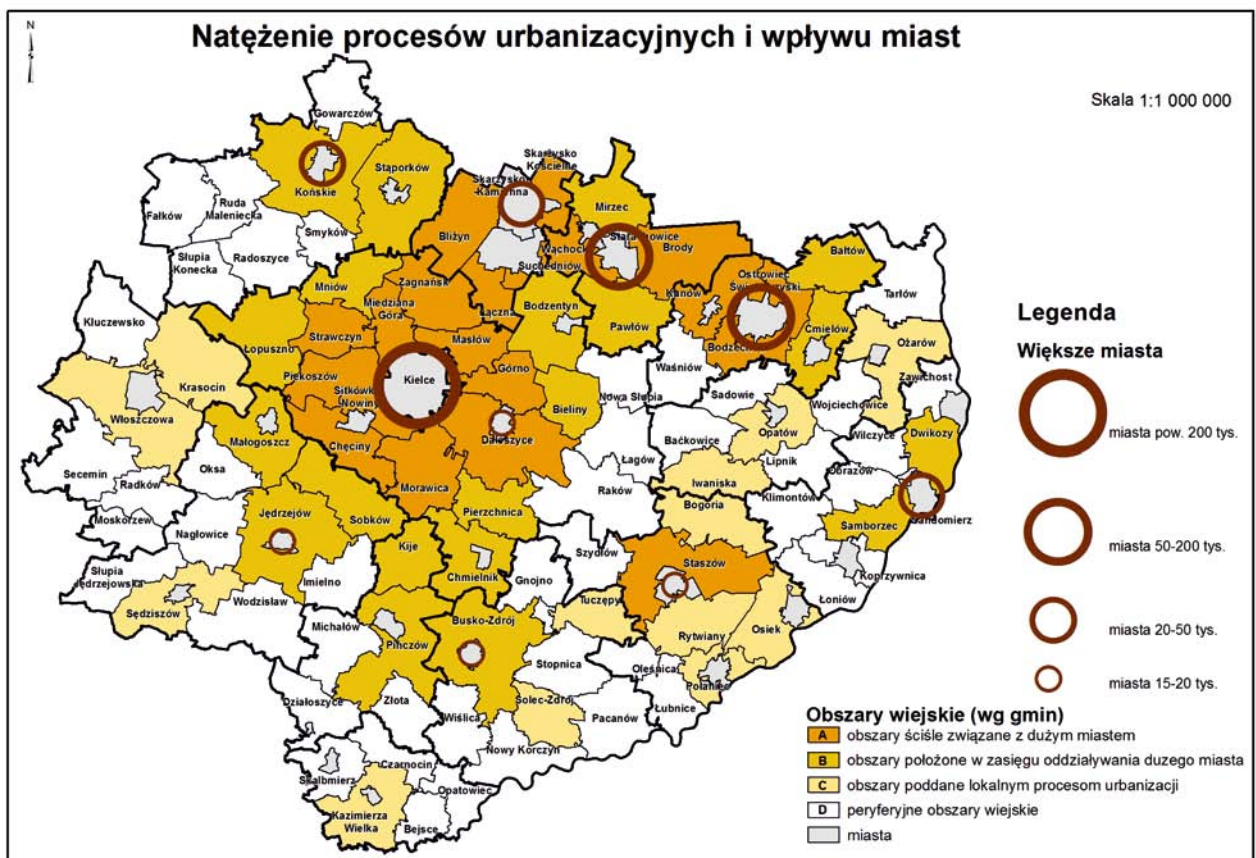 Natężenie procesów urbanizacyjnych i wpływu miast
N
S
Skala 1:1 000 000
Gowarczów
Skarżysko
Kościelne
Stąporków
Skarżysko
Kamienna
Końskie
Mirzec
Ruda
Maleniecka
Fałków
Smyków
Bliżyn
Wąchock
Starachowice
Brody
Bałtów
Słupia
Konecka
Radoszyce
Suchedniów
Zagnańsk
Ostrowiec
Świętokrzyski
Tarłów
Mniów
Miedziana
Góra
Łączna
Bodzentyn
Kunów
Kluczewsko
Łopuszno
Strawczyn
Masłów
Pawłów
Ćmielów
Ożarów
Bodzechów
Krasocin
Piekoszów
Kielce
Górno
Waśniów
Zawichost
Sitkówka
Nowiny
Nowa Słupia
Sadowie
Wojciechowice
Włoszczowa
Bieliny
Małogoszcz
Chęciny
Daleszyce
Baćkowice
Opatów
Wilczyce
Dwikozy
Secemin
Oksa
Łagów
Lipnik
Radków
Morawica
Raków
Iwaniska
Obrazów
Klimontów
Moskorzew
Jędrzejów
Sobków
Pierzchnica
Bogoria
Sandomierz
Nagłowice
Samborzec
Kije
Szydłów
Staszów
Słupia
Jędrzejowska
Imielno
Chmielnik
Gnojno
Koprzywnica
Sędziszów
Wodzisław
Tuczępy
Łoniów
Michałów
Busko-Zdrój
Pińczów
Rytwiany
Osiek
Stopnica
Oleśnica
Połaniec
Działoszyce
Złota
Solec-Zdrój
Łubnice
Wiślica
Pacanów
Nowy Korczyn
Skalbmierz
Czarnocin
Opatowiec
Kazimierza
Wielka
Bejsce
Legenda
Większe miasta
miasta pow. 200 tys.
miasta 50-200 tys.
miasta 20-50 tys.
miasta 15-20 tys.
Obszary wiejskie (wg gmin)
A obszary ściśle związane z dużym miastem
B obszary położone w zasięgu oddziaływania duzego miasta
C obszary poddane lokalnym procesom urbanizacji
D peryferyjne obszary wiejskie
miasta